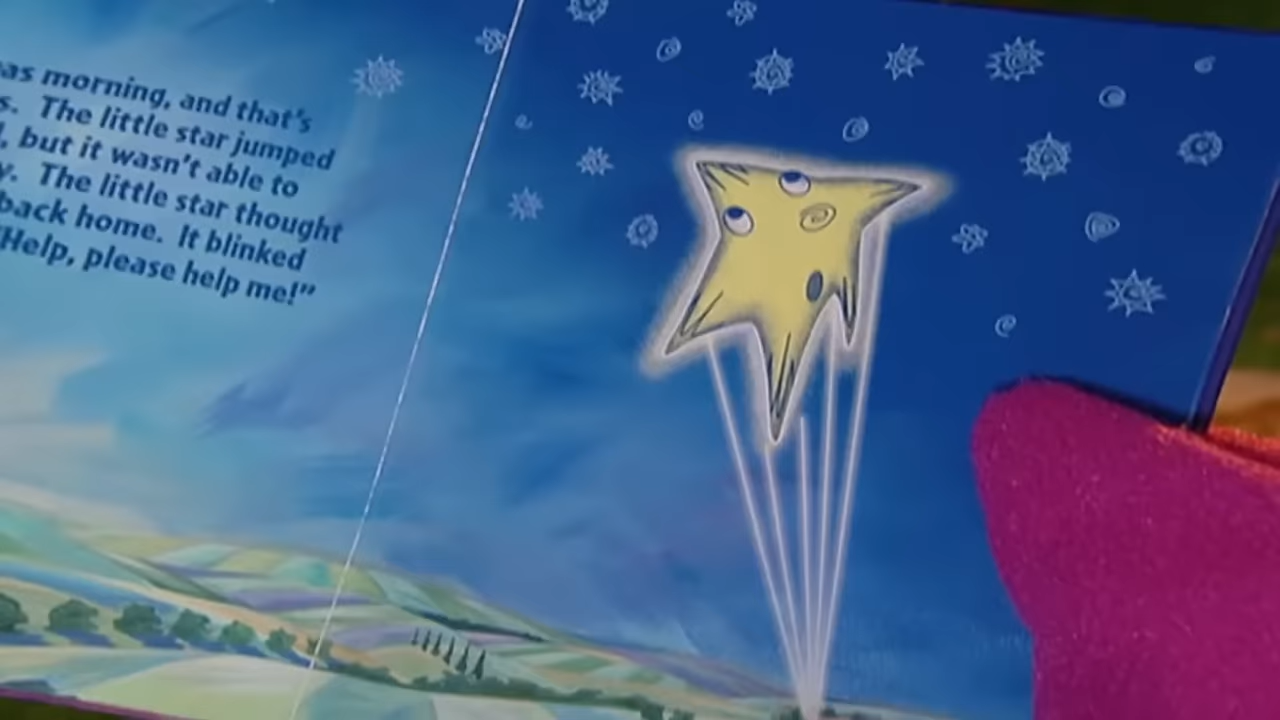 as morning, and that's
s. The little star jumped
, but it wasn't able to
y. The little star thought
back home. It blinked
"Help, please help me!"